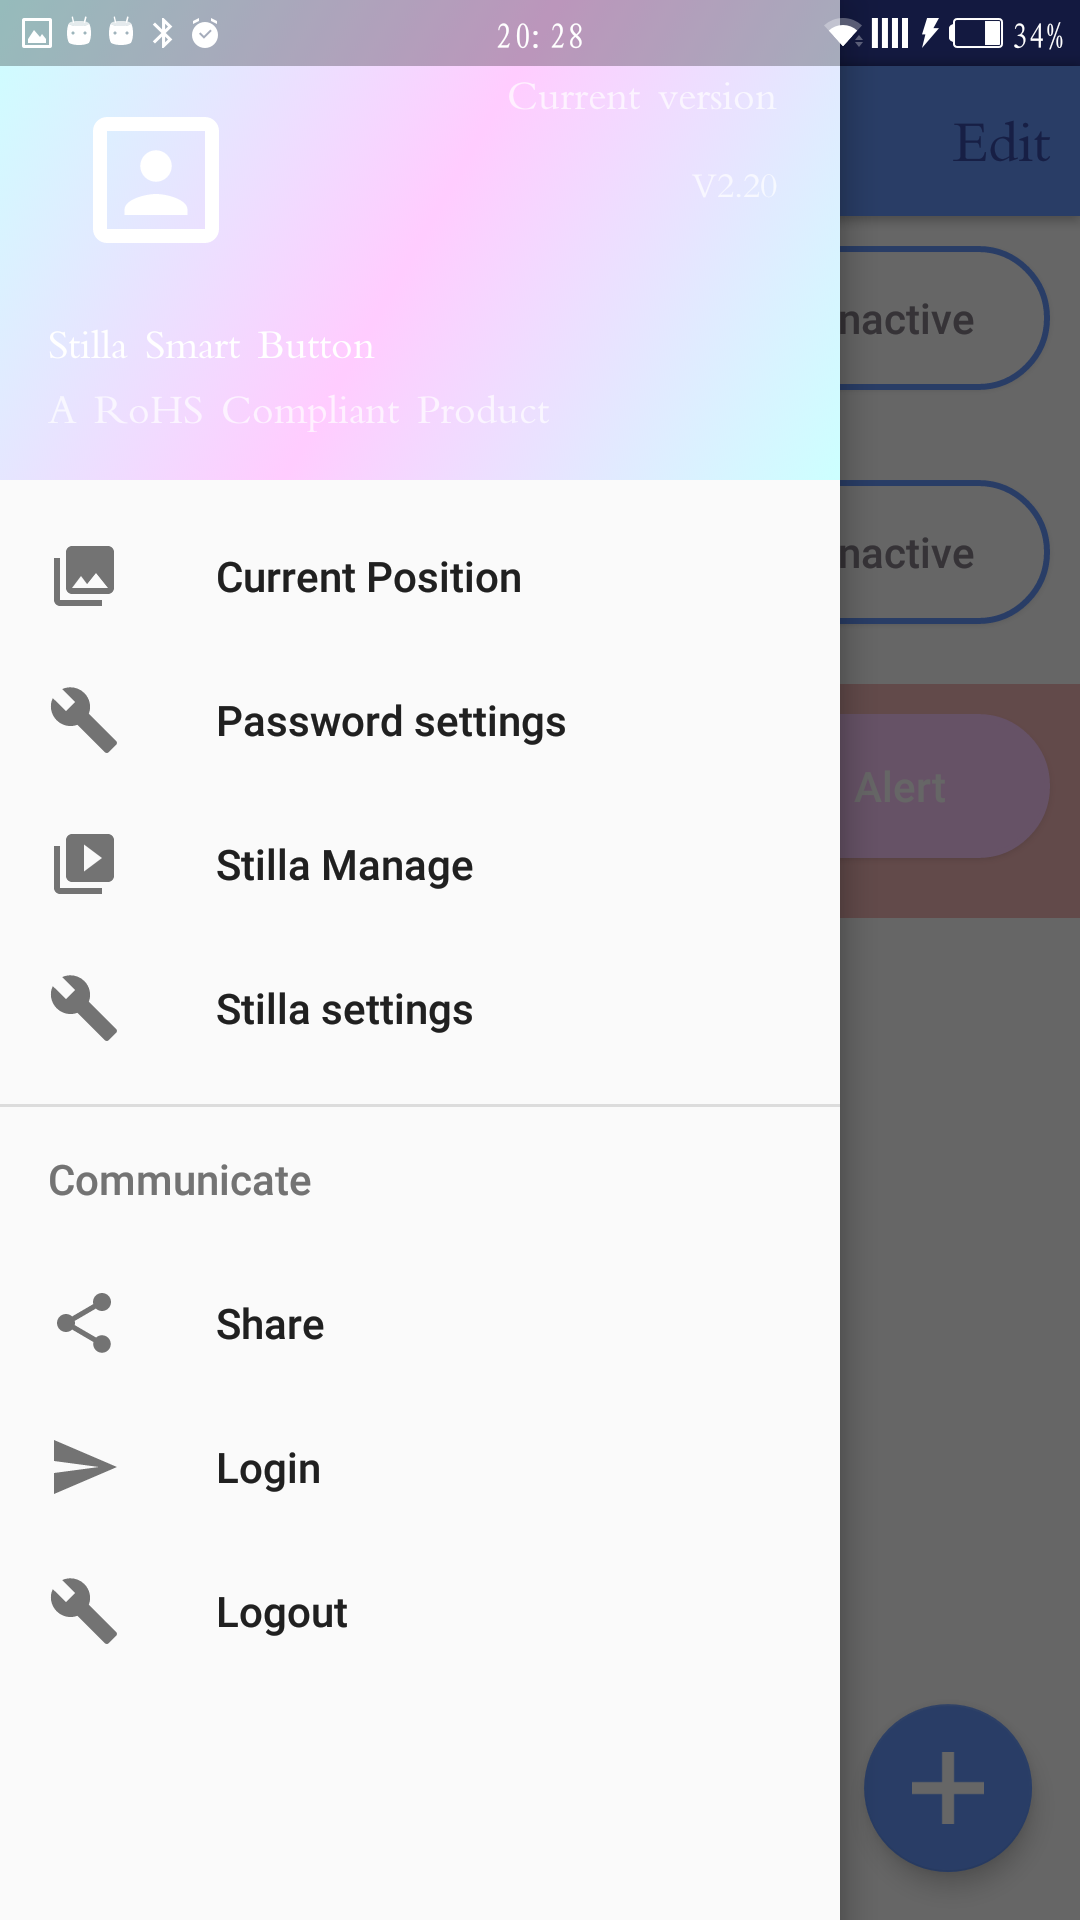 20:28
34%
Current version
V2.20
Edit
Stilla Smart Button
A RoHS Compliant Product
nactive
Current Position
nactive
Password settings
Alert
Stilla Manage
Stilla settings
Communicate
Share
Login
Logout